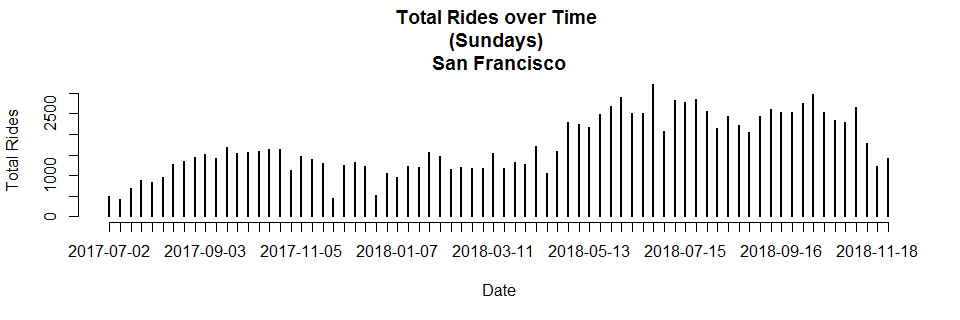 Total Rides over Time
(Sundays)
San Francisco
Total Rides
2500
1000
0
2017-07-02 2017-09-03 2017-11-05 2018-01-07 2018-03-11 2018-05-13 2018-07-15 2018-09-16 2018-11-18
Date